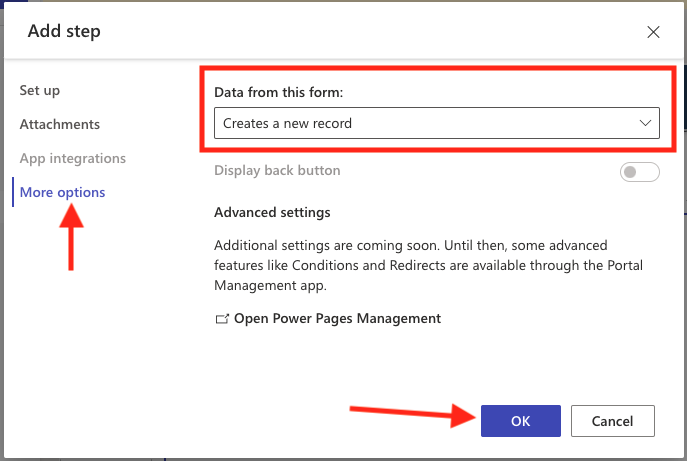 Add step
Set up
Attachments
App integrations
More options
Data from this form:
Creates a new record
Display back button
Advanced settings
Additional settings are coming soon. Until then, some advanced
features like Conditions and Redirects are available through the Portal
Management app.
Open Power Pages Management
OK
Cancel